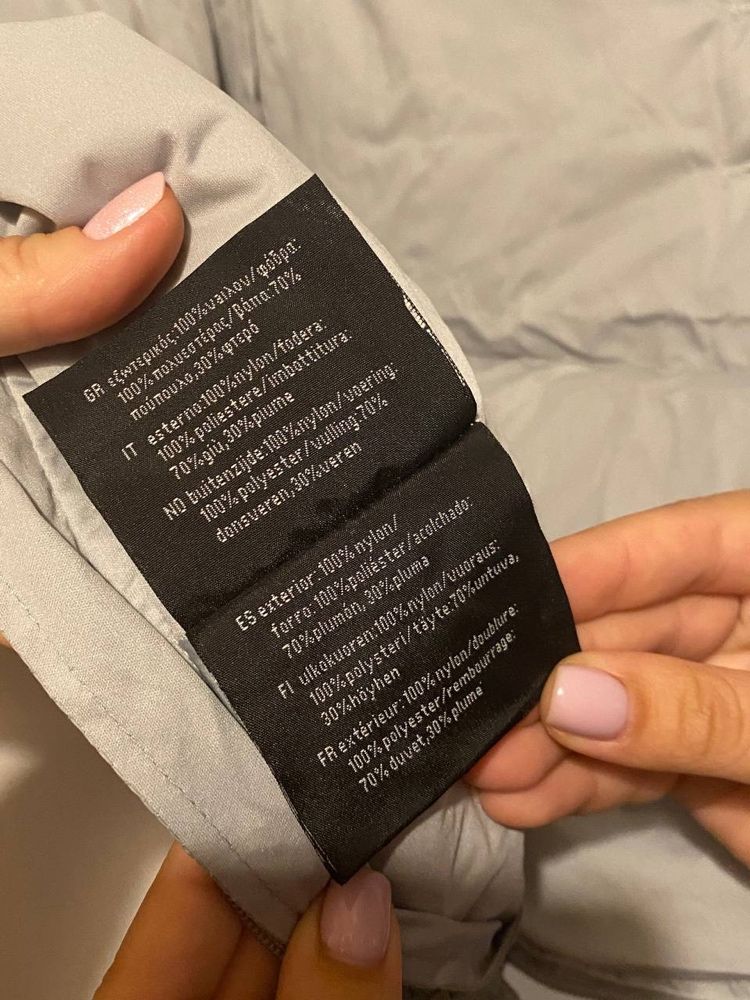 GR εξωτερικός:100%ναιλον/φόδρα:
100%πολυεστέρας/βάτα:70%
πούπουλο,30%φτερό
IT esterno:100%nylon/fodera:
100%poliestere/imbottitura:
70%giù,30%piume
NO buitenzijde:100%nylon/voering:
100%polyester/vulling:70%
donsveren,30%veren
ES exterior:100%nylon/
forro:100%poliéster/acolchado:
70%plumón, 30%pluma
FI ulkokuoren:100%nylon/vuoraus:
100%polysteri/täyte:70%untuva,
30%höyhen
FR extérieur:100%nylon/doublure:
100%polyester/rembourrage:
70%duvet,30%plume